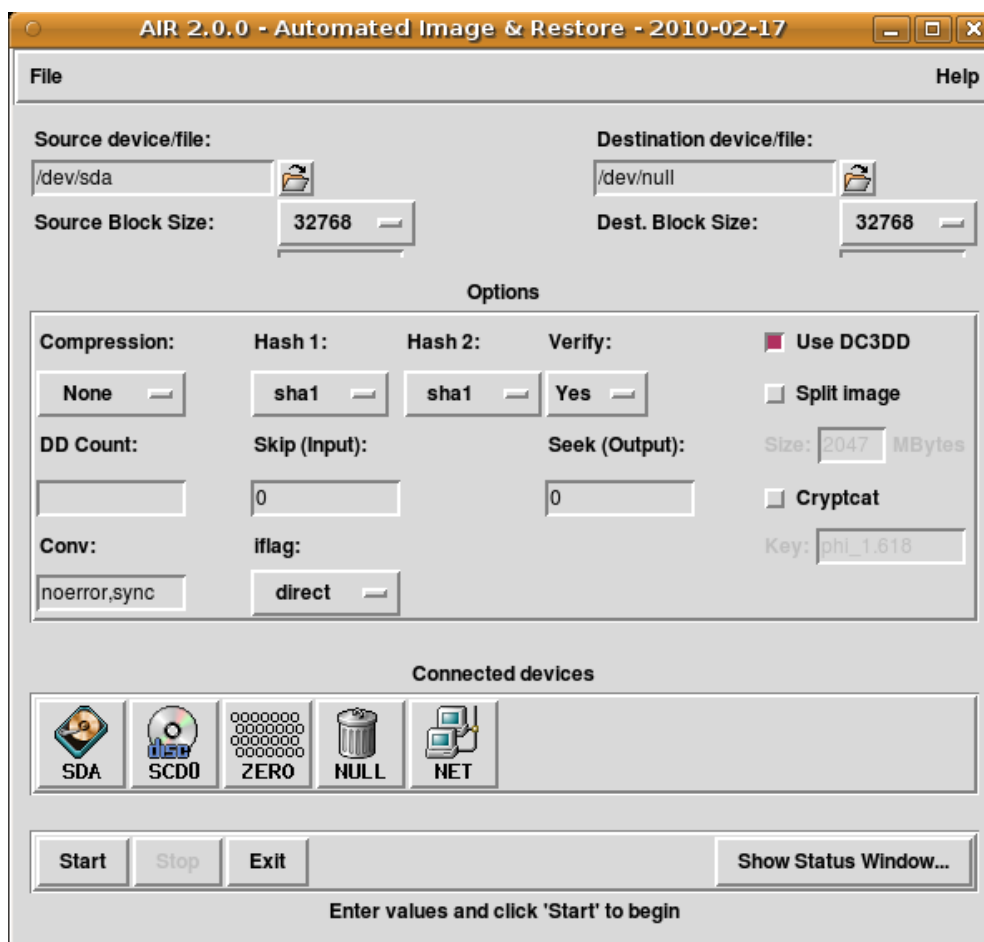 AIR 2.0.0 - Automated Image & Restore - 2010-02-17
File Help
Source device/file: Destination device/file:
/dev/sda /dev/null
Source Block Size: 32768 Dest. Block Size: 32768
Options
Compression: Hash 1: Hash 2: Verify: Use DC3DD
None sha1 sha1 Yes Split image
DD Count: Skip (Input): Seek (Output): Size: 2047 MBytes
0 0 Cryptcat
Conv: iflag: Key: phi_1.618
noerror,sync direct
Connected devices
0000000
0000000
0000000
0000000
disc
SDA SCD0 ZERO NULL NET
Start Stop Exit Show Status Window...
Enter values and click 'Start' to begin